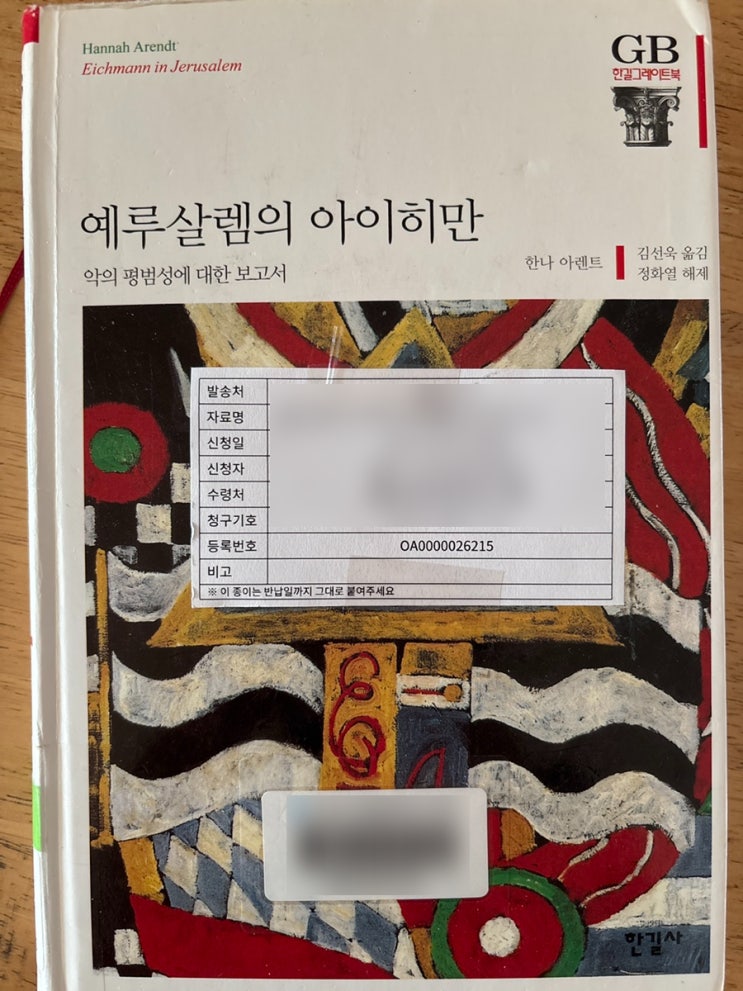 Hannah Arendt
Eichmann in Jerusalem
GB
한길그레이트북
예루살렘의 아이히만
악의 평범성에 대한 보고서
한나 아렌트
김선욱 옮김
정화열 해제
발송처
자료명
신청일
신청자
수령처
청구기호
등록번호 OA0000026215
비고
※ 이 종이는 반납일까지 그대로 붙여주세요
한길사